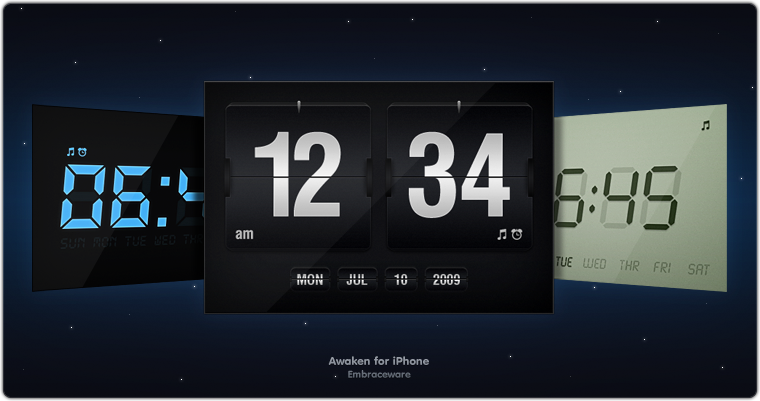 06:4
SUN MON TUE WED TH
12 34
am
MON JUL 10 2009
5:45
TUE WED THR FRI SAT
Awaken for iPhone
Embraceware